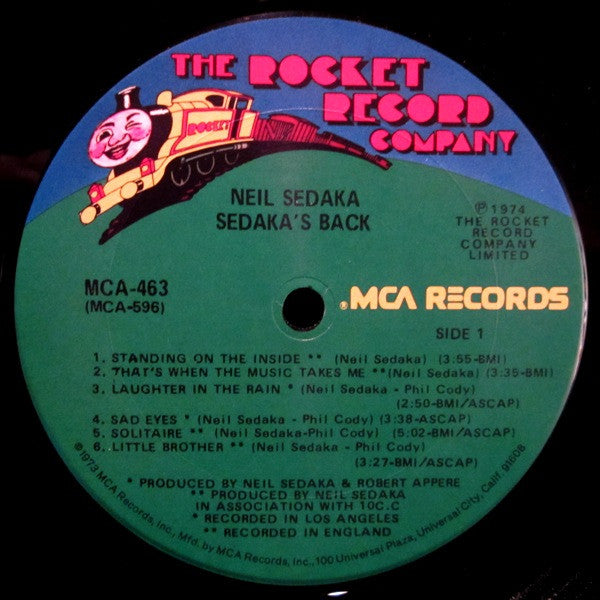 THE ROCKET
RECORD
COMPANY
ROCKET
NEIL SEDAKA
SEDAKA'S BACK
℗ 1974
THE ROCKET
RECORD
COMPANY
LIMITED
MCA-463
(MCA-596)
®MCA RECORDS
SIDE 1
1. STANDING ON THE INSIDE ** (Neil Sedaka) (3:55-BMI)
2. THAT'S WHEN THE MUSIC TAKES ME **(Neil Sedaka) (3:35-BMI)
3. LAUGHTER IN THE RAIN * (Neil Sedaka - Phil Cody)
(2:50-BMI/ASCAP)
4. SAD EYES * (Neil Sedaka - Phil Cody) (3:38-ASCAP)
5. SOLITAIRE ** (Neil Sedaka-Phil Cody) (5:02-BMI/ASCAP)
6. LITTLE BROTHER ** (Neil Sedaka - Phil Cody)
(3:27-BMI/ASCAP)
* PRODUCED BY NEIL SEDAKA & ROBERT APPERE
** PRODUCED BY NEIL SEDAKA
IN ASSOCIATION WITH 10C.C.
* RECORDED IN LOS ANGELES
** RECORDED IN ENGLAND
©1973 MCA Records, Inc., Mfd. by MCA Records, Inc., 100 Universal Plaza, Universal City, Calif. 91608